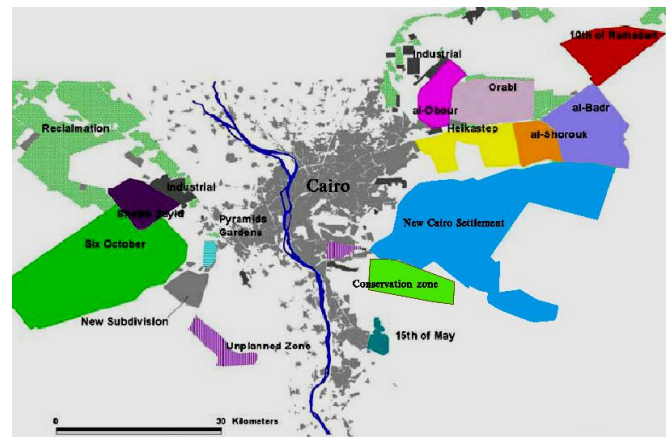 10th of Ramadan
Industrial
Orabi
al-Obour
al-Badr
Heikastep
al-Shorouk
Reclaimation
Industrial
Cairo
Sheikh Zayid
Pyramids
Gardens
New Cairo Settlement
Six October
Conservation zone
New Subdivision
15th of May
Unplanned Zone
0 30 Kilometers